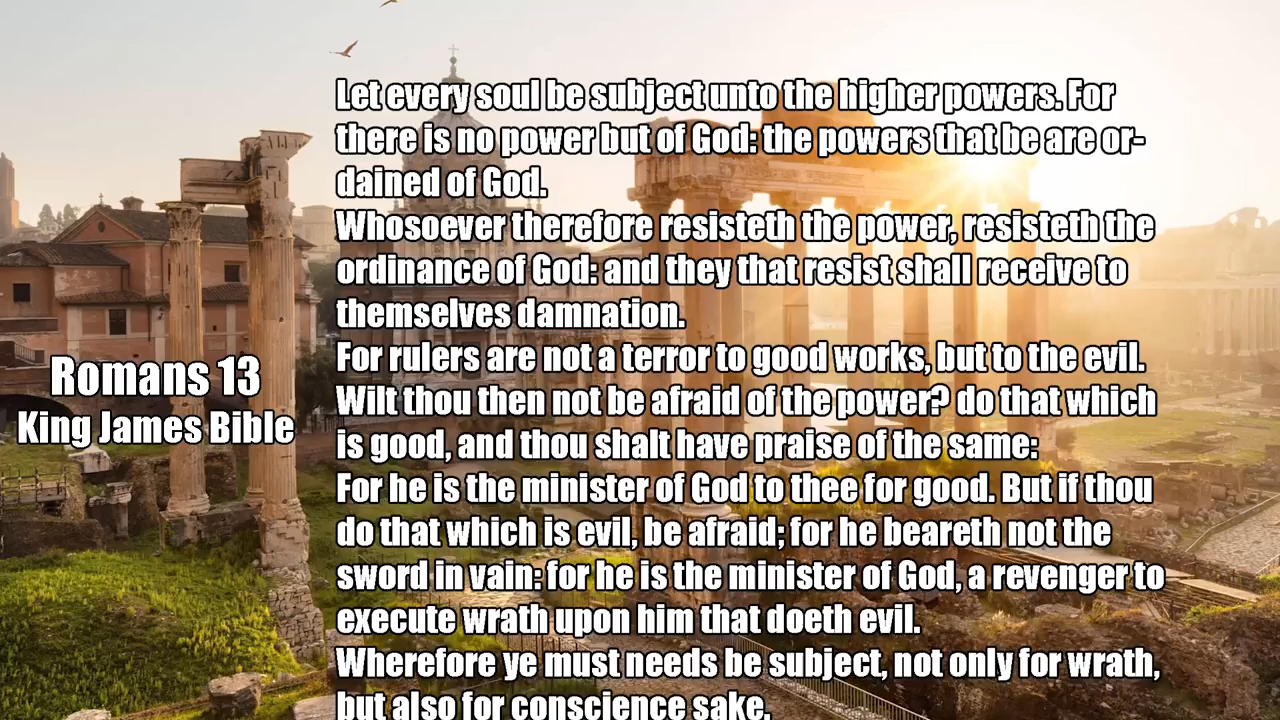 Romans 13
King James Bible
Let every soul be subject unto the higher powers. For
there is no power but of God: the powers that be are or-
dained of God.
Whosoever therefore resisteth the power, resisteth the
ordinance of God: and they that resist shall receive to
themselves damnation.
For rulers are not a terror to good works, but to the evil.
Wilt thou then not be afraid of the power? do that which
is good, and thou shalt have praise of the same:
For he is the minister of God to thee for good. But if thou
do that which is evil, be afraid; for he beareth not the
sword in vain: for he is the minister of God, a revenger to
execute wrath upon him that doeth evil.
Wherefore ye must needs be subject, not only for wrath,
but also for conscience sake.